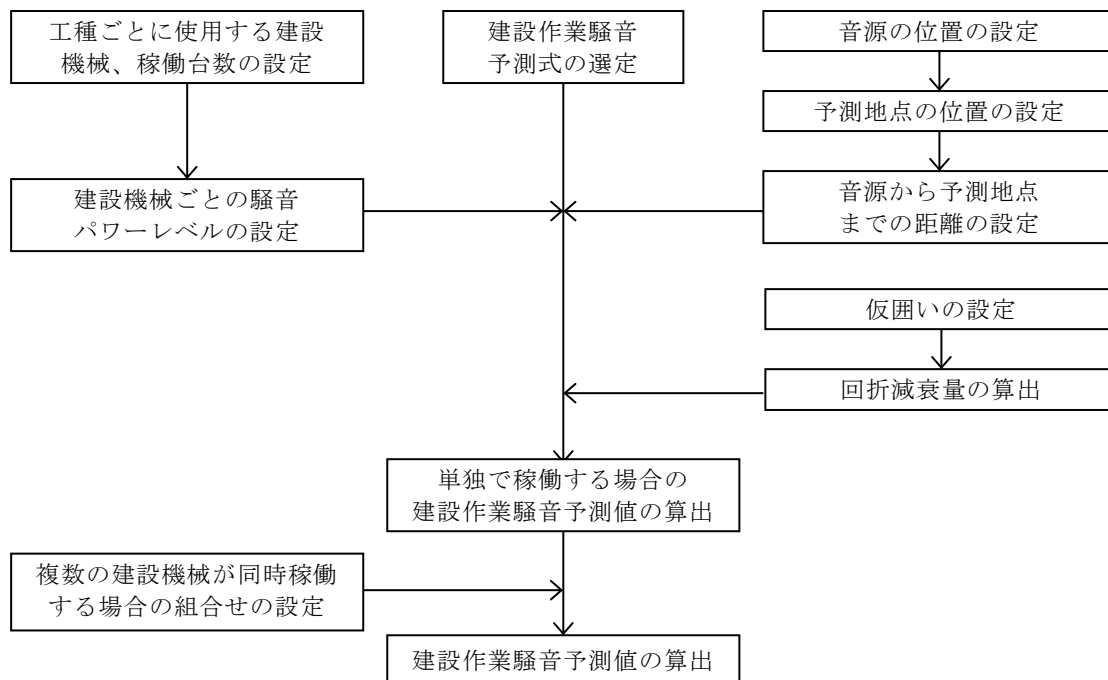 工種ごとに使用する建設
機械、稼働台数の設定
建設作業騒音
予測式の選定
音源の位置の設定
予測地点の位置の設定
建設機械ごとの騒音
パワーレベルの設定
音源から予測地点
までの距離の設定
仮囲いの設定
回折減衰量の算出
単独で稼働する場合の
建設作業騒音予測値の算出
複数の建設機械が同時稼働
する場合の組合せの設定
建設作業騒音予測値の算出